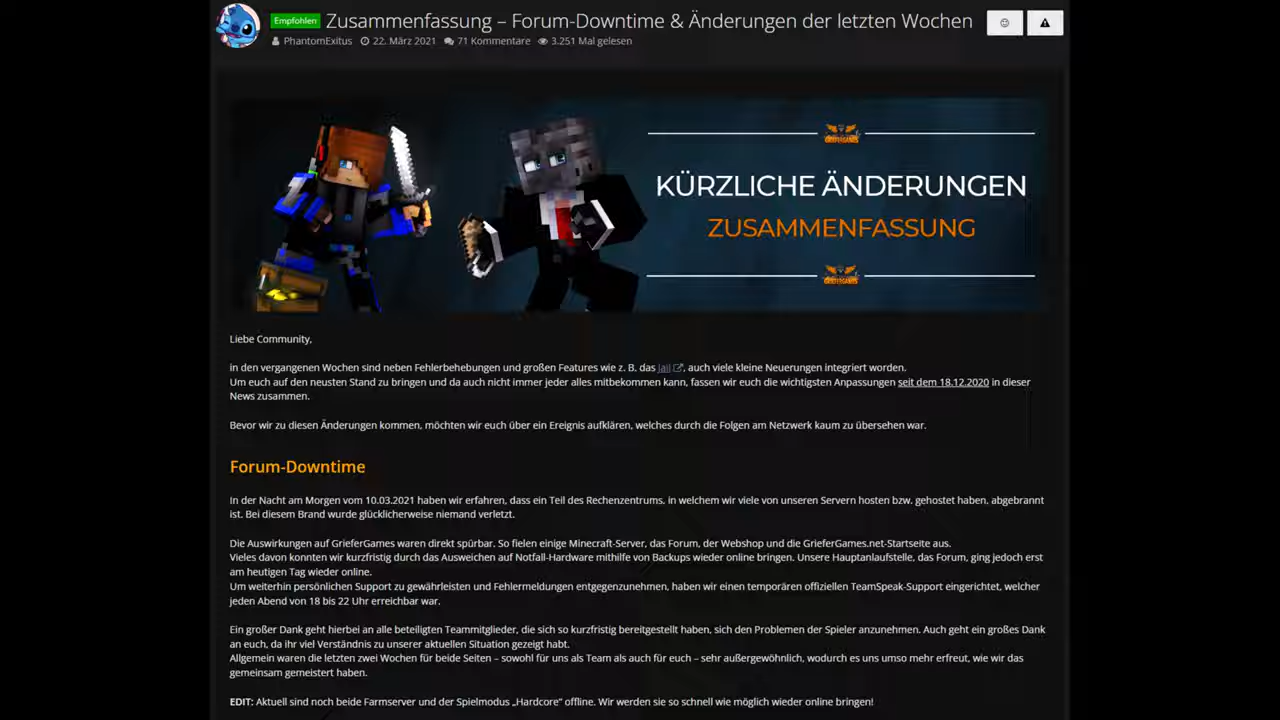 Empfohlen Zusammenfassung – Forum-Downtime & Änderungen der letzten Wochen
PhantomExitus 22. März 2021 71 Kommentare 3.251 Mal gelesen
GRIEFERGAMES
KÜRZLICHE ÄNDERUNGEN
ZUSAMMENFASSUNG
GRIEFERGAMES
Liebe Community,
in den vergangenen Wochen sind neben Fehlerbehebungen und großen Features wie z. B. das Jail, auch viele kleine Neuerungen integriert worden.
Um euch auf den neusten Stand zu bringen und da auch nicht immer jeder alles mitbekommen kann, fassen wir euch die wichtigsten Anpassungen seit dem 18.12.2020 in dieser
News zusammen.
Bevor wir zu diesen Änderungen kommen, möchten wir euch über ein Ereignis aufklären, welches durch die Folgen am Netzwerk kaum zu übersehen war.
Forum-Downtime
In der Nacht am Morgen vom 10.03.2021 haben wir erfahren, dass ein Teil des Rechenzentrums, in welchem wir viele von unseren Servern hosten bzw. gehostet haben, abgebrannt
ist. Bei diesem Brand wurde glücklicherweise niemand verletzt.
Die Auswirkungen auf GrieferGames waren direkt spürbar. So fielen einige Minecraft-Server, das Forum, der Webshop und die GrieferGames.net-Startseite aus.
Vieles davon konnten wir kurzfristig durch das Ausweichen auf Notfall-Hardware mithilfe von Backups wieder online bringen. Unsere Hauptanlaufstelle, das Forum, ging jedoch erst
am heutigen Tag wieder online.
Um weiterhin persönlichen Support zu gewährleisten und Fehlermeldungen entgegenzunehmen, haben wir einen temporären offiziellen TeamSpeak-Support eingerichtet, welcher
jeden Abend von 18 bis 22 Uhr erreichbar war.
Ein großer Dank geht hierbei an alle beteiligten Teammitglieder, die sich so kurzfristig bereitgestellt haben, sich den Problemen der Spieler anzunehmen. Auch geht ein großes Dank
an euch, da ihr viel Verständnis zu unserer aktuellen Situation gezeigt habt.
Allgemein waren die letzten zwei Wochen für beide Seiten – sowohl für uns als Team als auch für euch – sehr außergewöhnlich, wodurch es uns umso mehr erfreut, wie wir das
gemeinsam gemeistert haben.
EDIT: Aktuell sind noch beide Farmserver und der Spielmodus „Hardcore“ offline. Wir werden sie so schnell wie möglich wieder online bringen!